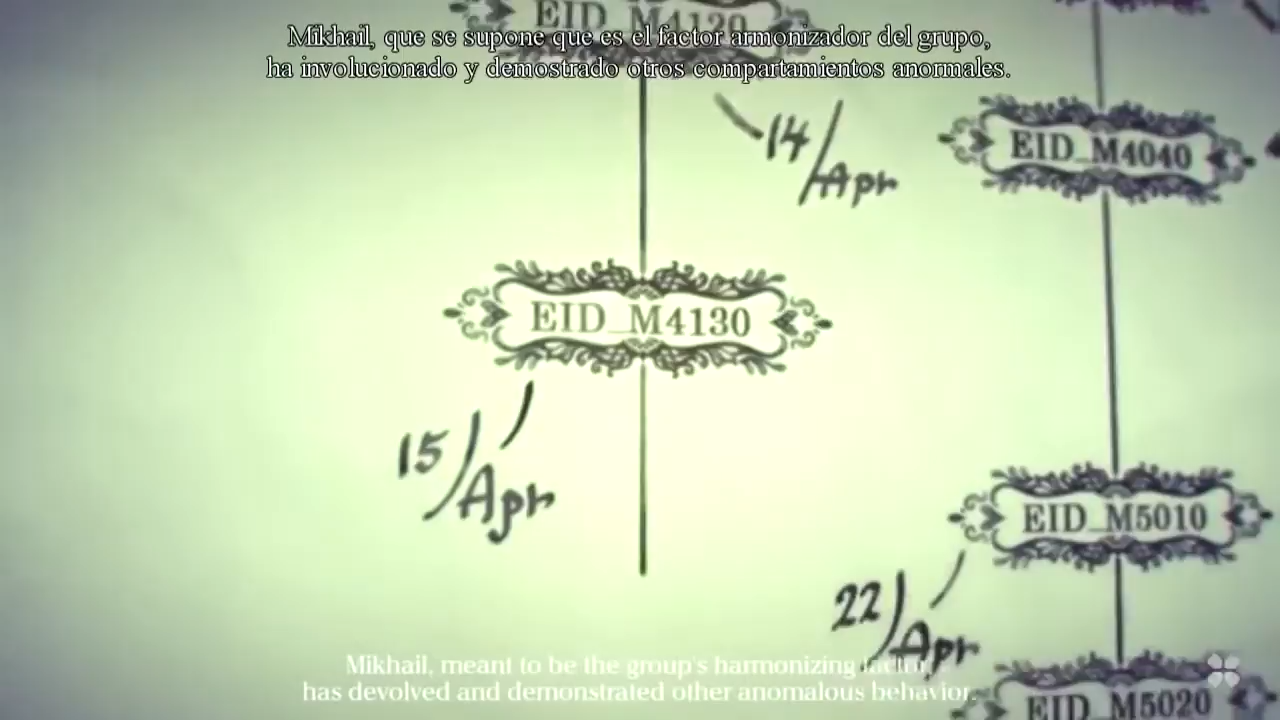 EID_M4120
Mikhail, que se supone que es el factor armonizador del grupo,
ha involucionado y demostrado otros compartamientos anormales.
14/Apr
EID_M4040
EID_M4130
15/Apr
EID_M5010
22/Apr
Mikhail, meant to be the group's harmonizing factor,
has devolved and demonstrated other anomalous behavior.
EID_M5020